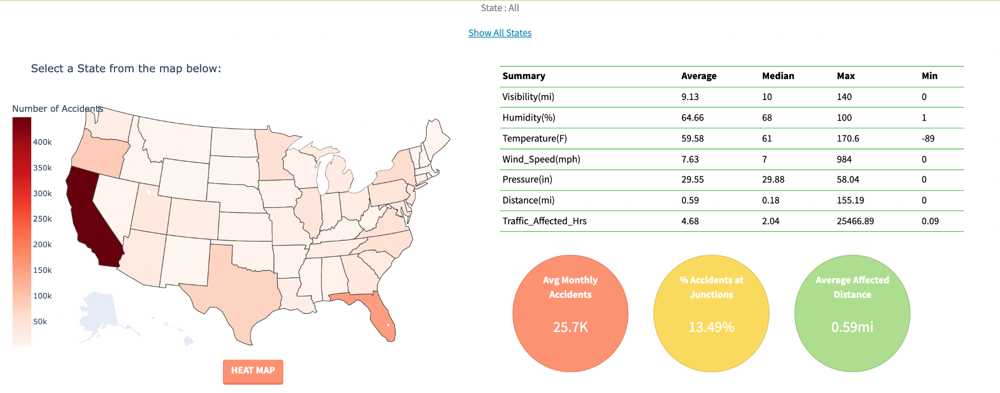 State : All
Show All States
Select a State from the map below:
Number of Accidents
400k
350k
300k
250k
200k
150k
100k
50k
HEAT MAP
Summary Average Median Max Min
Visibility(mi) 9.13 10 140 0
Humidity(%) 64.66 68 100 1
Temperature(F) 59.58 61 170.6 -89
Wind_Speed(mph) 7.63 7 984 0
Pressure(in) 29.55 29.88 58.04 0
Distance(mi) 0.59 0.18 155.19 0
Traffic_Affected_Hrs 4.68 2.04 25466.89 0.09
Avg Monthly
Accidents
25.7K
% Accidents at
Junctions
13.49%
Average Affected
Distance
0.59mi